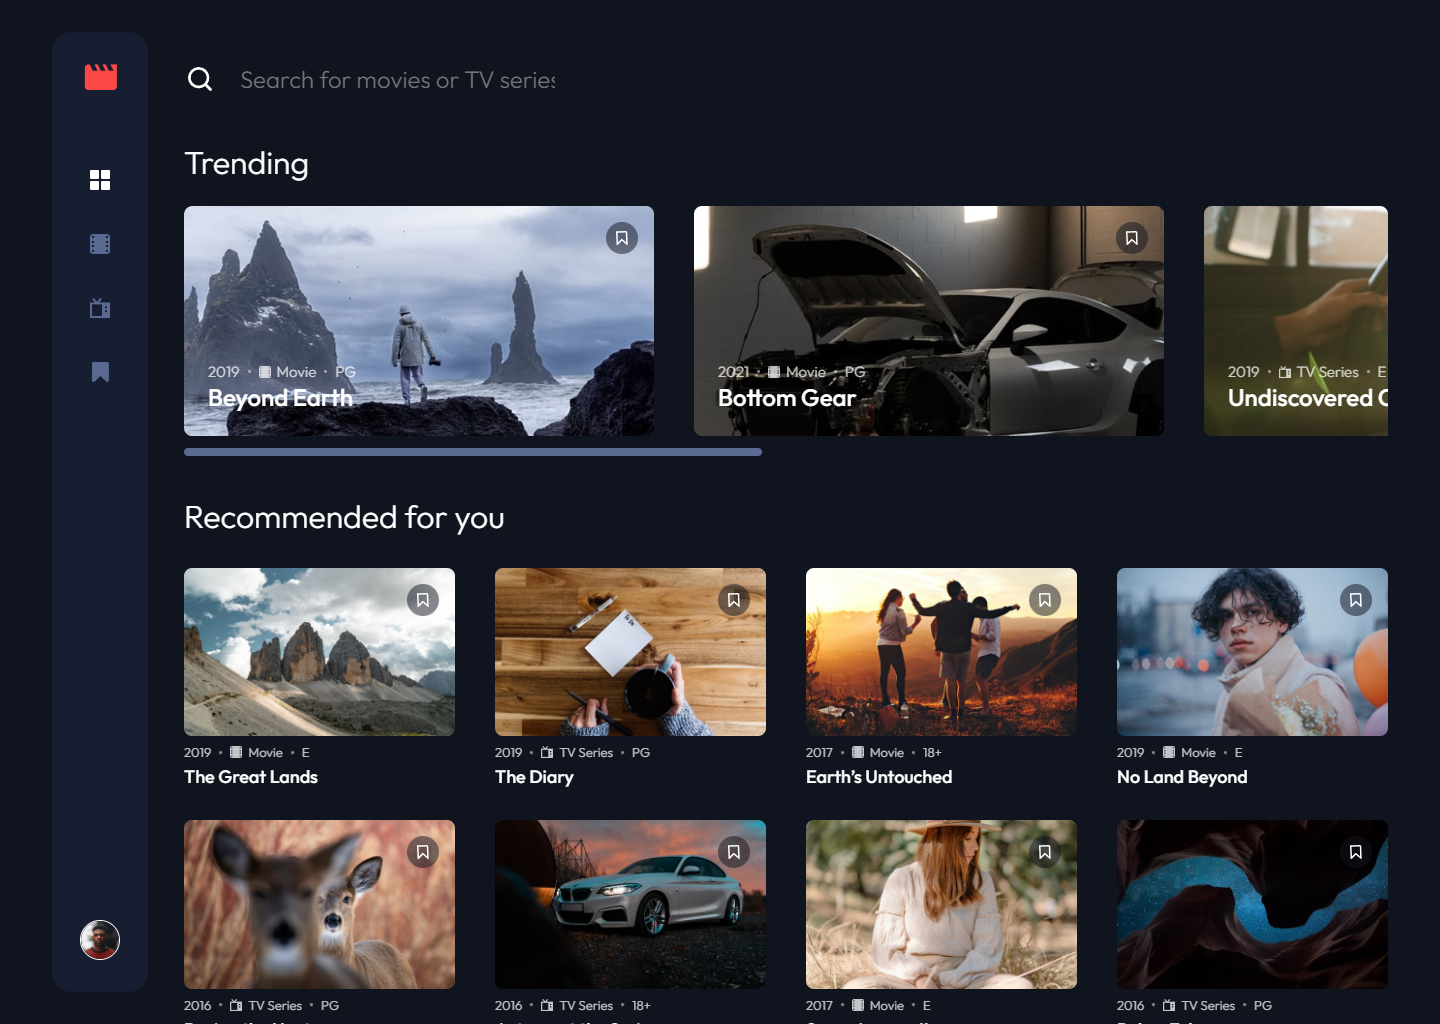 Search for movies or TV series
Trending
2019 · Movie · PG
Beyond Earth
2021 · Movie · PG
Bottom Gear
2019 · TV Series · E
Undiscovered
Recommended for you
2019 · Movie · E
The Great Lands
2019 · TV Series · PG
The Diary
2017 · Movie · 18+
Earth’s Untouched
2019 · Movie · E
No Land Beyond
2016 · TV Series · PG
2016 · TV Series · 18+
2017 · Movie · E
2016 · TV Series · PG